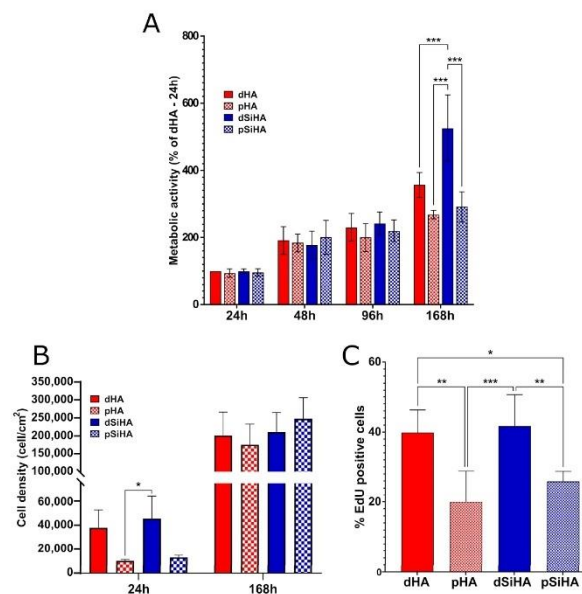 A
Metabolic activity (% of dHA - 24h)
800
600
400
200
0
dHA
pHA
dSiHA
pSiHA
***
***
***
24h 48h 96h 168h
B
Cell density (cell/cm²)
350,000
300,000
250,000
200,000
150,000
100,000
60,000
40,000
20,000
0
dHA
pHA
dSiHA
pSiHA
*
24h 168h
C
% EdU positive cells
60
40
20
0
*
** *** **
dHA pHA dSiHA pSiHA